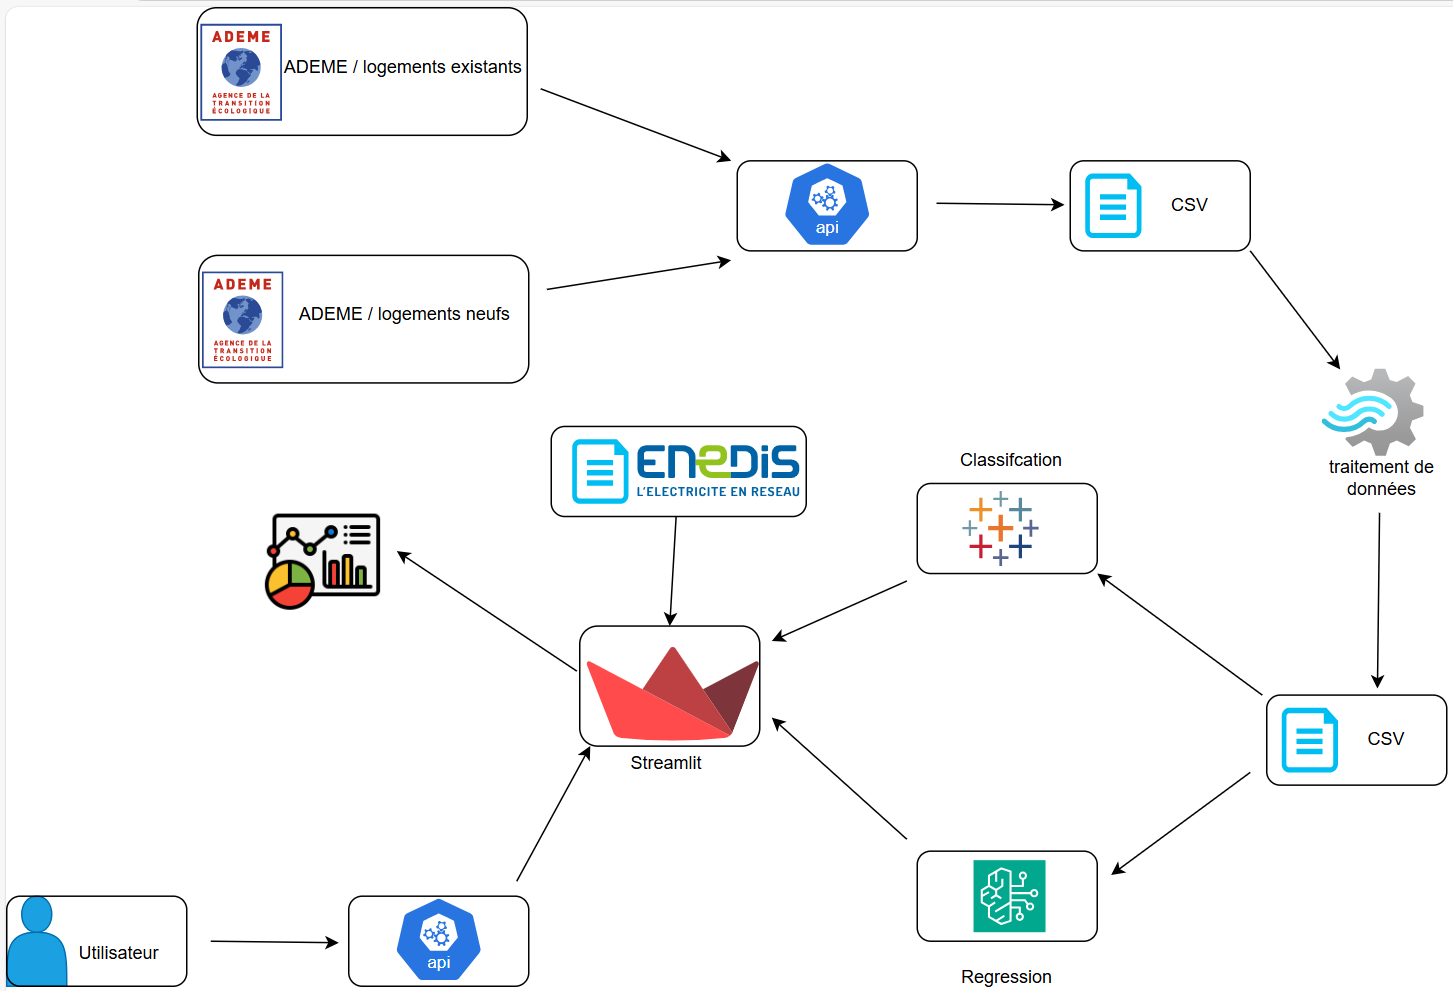 ADEME
AGENCE DE LA
TRANSITION
ÉCOLOGIQUE
ADEME / logements existants
api
CSV
ADEME
AGENCE DE LA
TRANSITION
ÉCOLOGIQUE
ADEME / logements neufs
traitement de
données
ENEDIS
L'ELECTRICITE EN RESEAU
Classifcation
CSV
Streamlit
Utilisateur
api
Regression